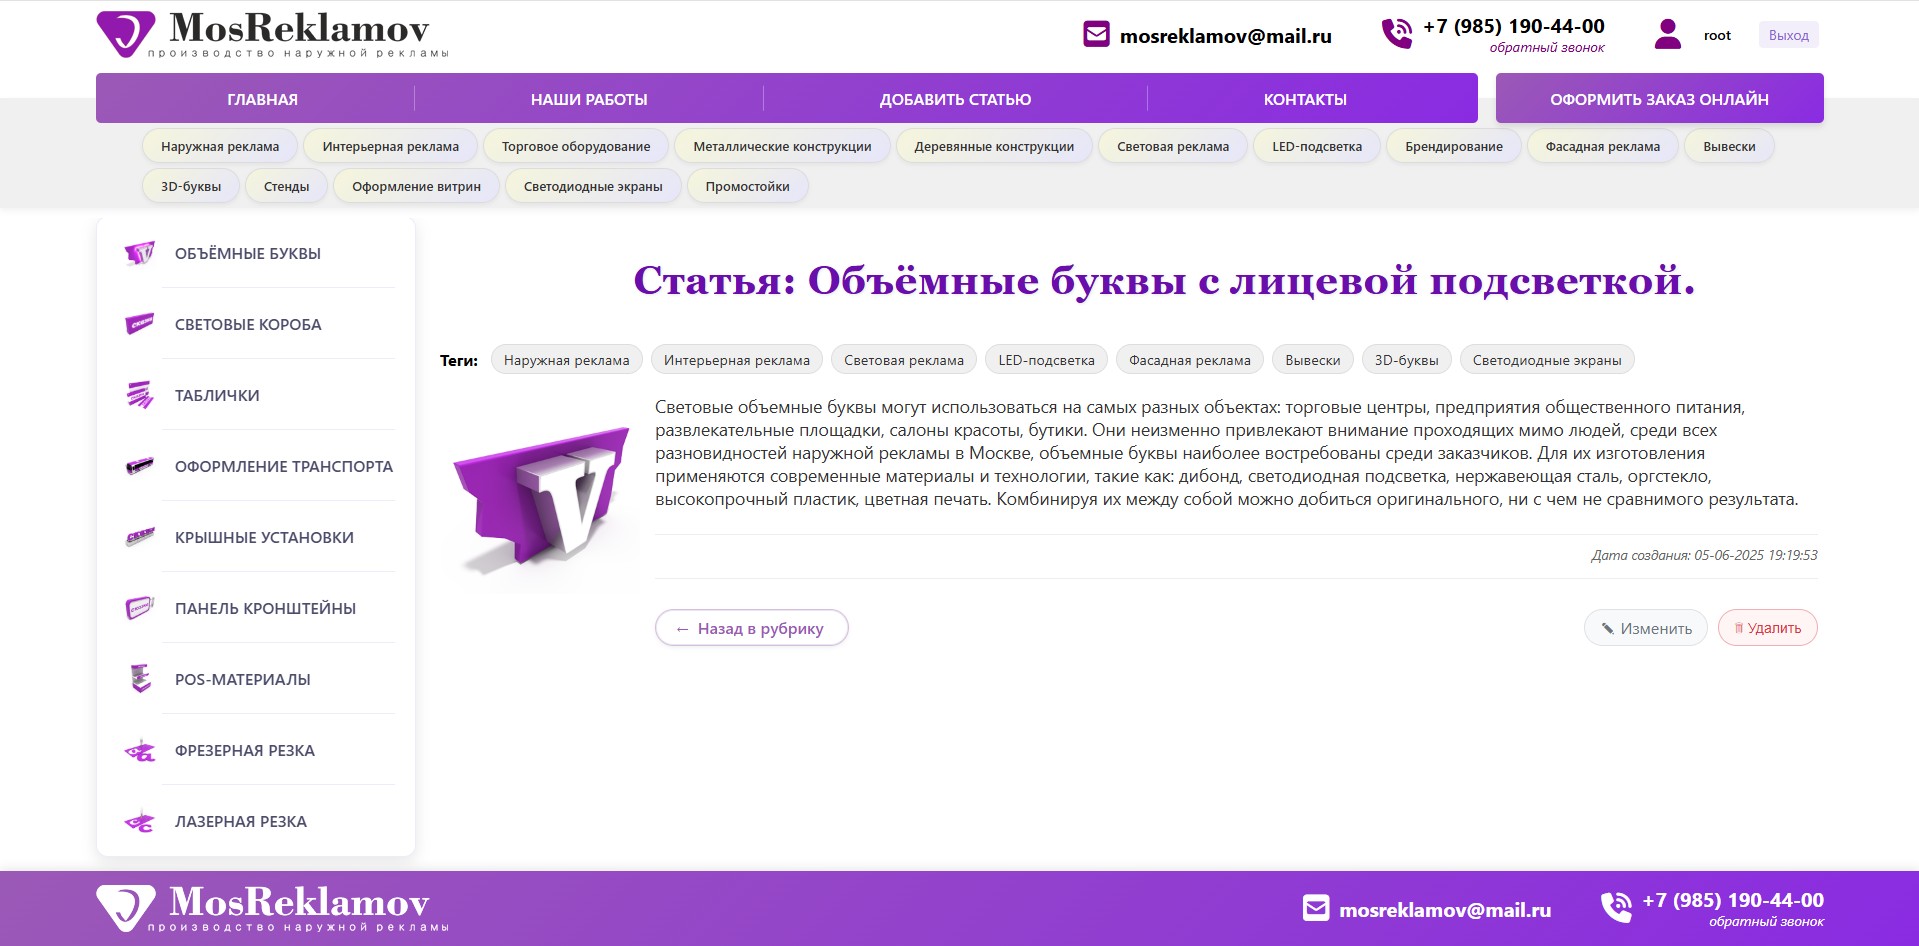 MosReklamov
производство наружной рекламы
mosreklamov@mail.ru
+7 (985) 190-44-00
обратный звонок
root
Выход
ГЛАВНАЯ
НАШИ РАБОТЫ
ДОБАВИТЬ СТАТЬЮ
КОНТАКТЫ
ОФОРМИТЬ ЗАКАЗ ОНЛАЙН
Наружная реклама
Интерьерная реклама
Торговое оборудование
Металлические конструкции
Деревянные конструкции
Световая реклама
LED-подсветка
Брендирование
Фасадная реклама
Вывески
3D-буквы
Стенды
Оформление витрин
Светодиодные экраны
Промостойки
ОБЪЁМНЫЕ БУКВЫ
СВЕТОВЫЕ КОРОБА
ТАБЛИЧКИ
ОФОРМЛЕНИЕ ТРАНСПОРТА
КРЫШНЫЕ УСТАНОВКИ
ПАНЕЛЬ КРОНШТЕЙНЫ
POS-МАТЕРИАЛЫ
ФРЕЗЕРНАЯ РЕЗКА
ЛАЗЕРНАЯ РЕЗКА
Статья: Объёмные буквы с лицевой подсветкой.
Теги:
Наружная реклама
Интерьерная реклама
Световая реклама
LED-подсветка
Фасадная реклама
Вывески
3D-буквы
Светодиодные экраны
V
Световые объемные буквы могут использоваться на самых разных объектах: торговые центры, предприятия общественного питания,
развлекательные площадки, салоны красоты, бутики. Они неизменно привлекают внимание проходящих мимо людей, среди всех
разновидностей наружной рекламы в Москве, объемные буквы наиболее востребованы среди заказчиков. Для их изготовления
применяются современные материалы и технологии, такие как: дибонд, светодиодная подсветка, нержавеющая сталь, оргстекло,
высокопрочный пластик, цветная печать. Комбинируя их между собой можно добиться оригинального, ни с чем не сравнимого результата.
Дата создания: 05-06-2025 19:19:53
← Назад в рубрику
Изменить
Удалить
MosReklamov
производство наружной рекламы
mosreklamov@mail.ru
+7 (985) 190-44-00
обратный звонок